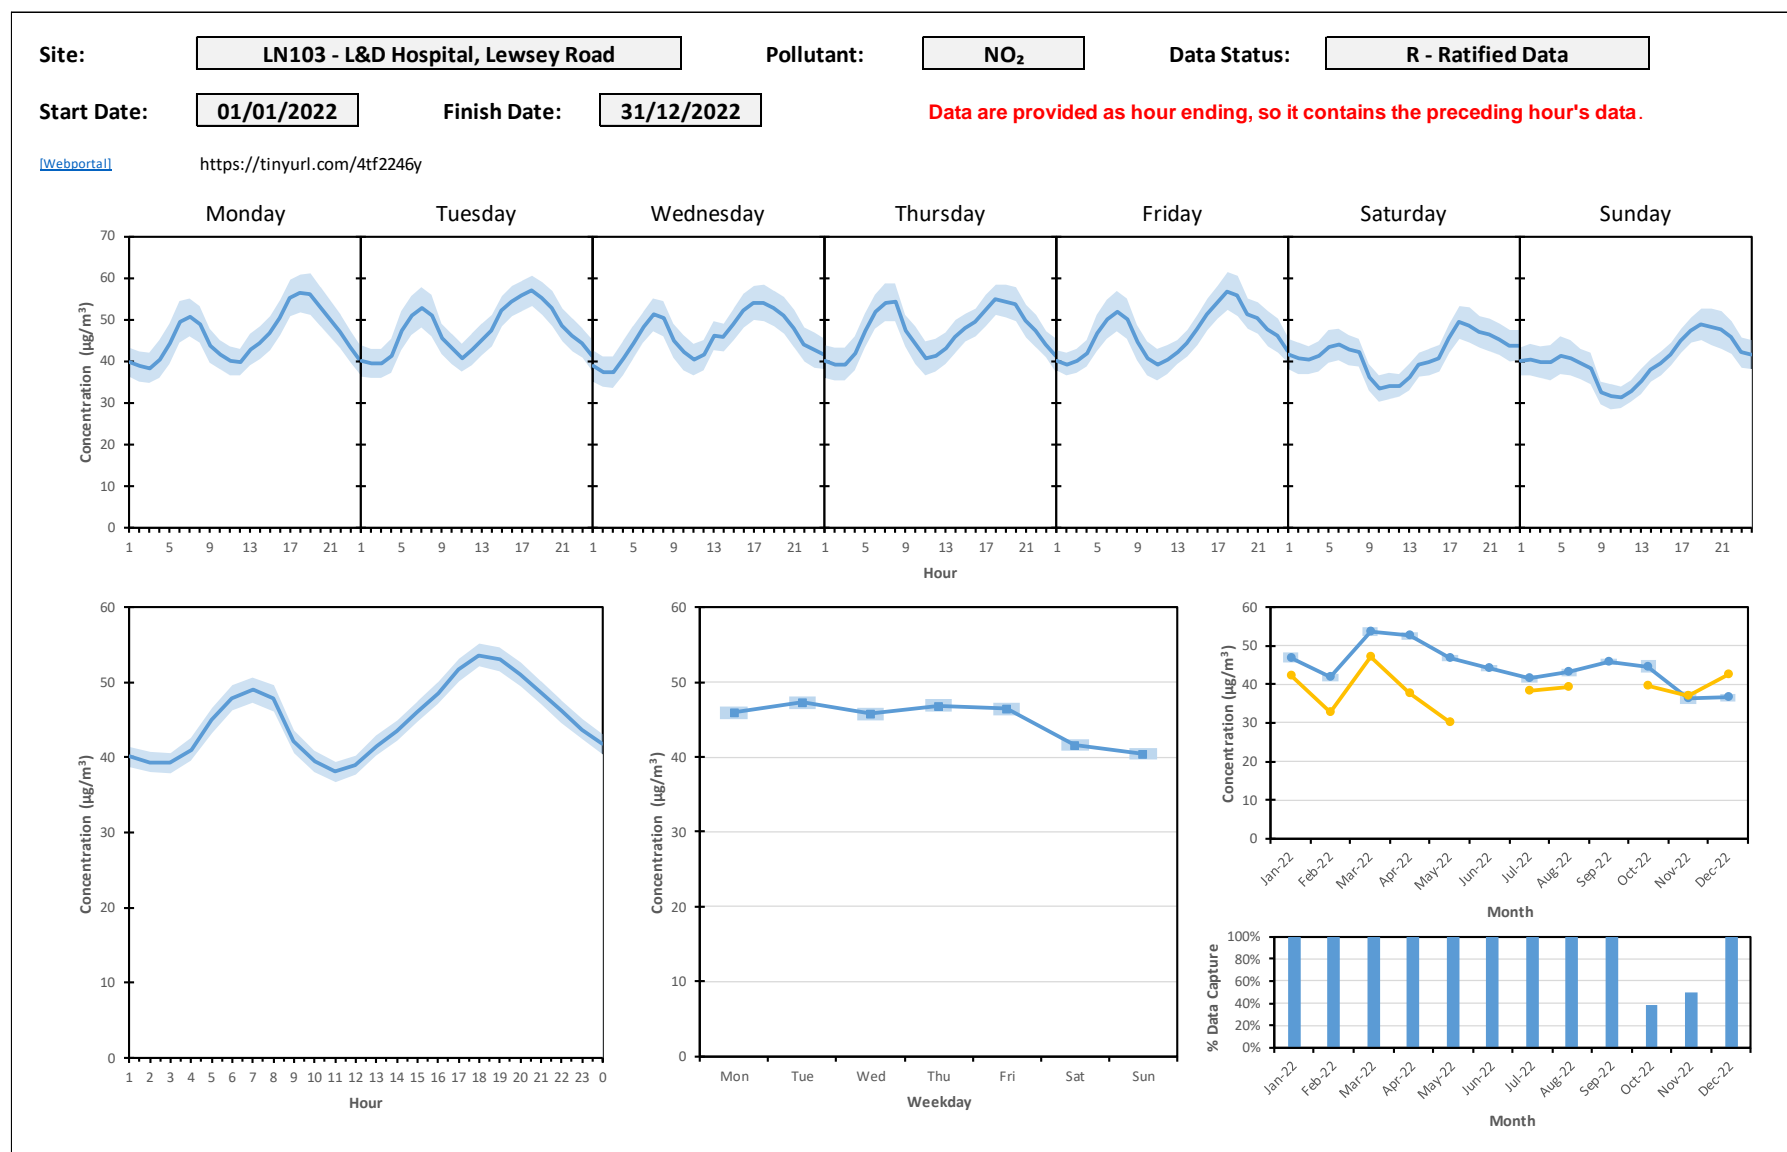 Site: LN103 - L&D Hospital, Lewsey Road Pollutant: NO₂ Data Status: R - Ratified Data
Start Date: 01/01/2022 Finish Date: 31/12/2022 Data are provided as hour ending, so it contains the preceding hour's data.
[Webportal] https://tinyurl.com/4tf2246y
Monday Tuesday Wednesday Thursday Friday Saturday Sunday
Concentration (µg/m³)
70
60
50
40
30
20
10
0
1 5 9 13 17 21 1 5 9 13 17 21 1 5 9 13 17 21 1 5 9 13 17 21 1 5 9 13 17 21 1 5 9 13 17 21 1 5 9 13 17 21
Hour
Concentration (µg/m³)
60
50
40
30
20
10
0
1 2 3 4 5 6 7 8 9 10 11 12 13 14 15 16 17 18 19 20 21 22 23 0
Hour
Concentration (µg/m³)
60
50
40
30
20
10
0
Mon Tue Wed Thu Fri Sat Sun
Weekday
Concentration (µg/m³)
60
50
40
30
20
10
0
Jan-22 Feb-22 Mar-22 Apr-22 May-22 Jun-22 Jul-22 Aug-22 Sep-22 Oct-22 Nov-22 Dec-22
Month
% Data Capture
100%
80%
60%
40%
20%
0%
Jan-22 Feb-22 Mar-22 Apr-22 May-22 Jun-22 Jul-22 Aug-22 Sep-22 Oct-22 Nov-22 Dec-22
Month